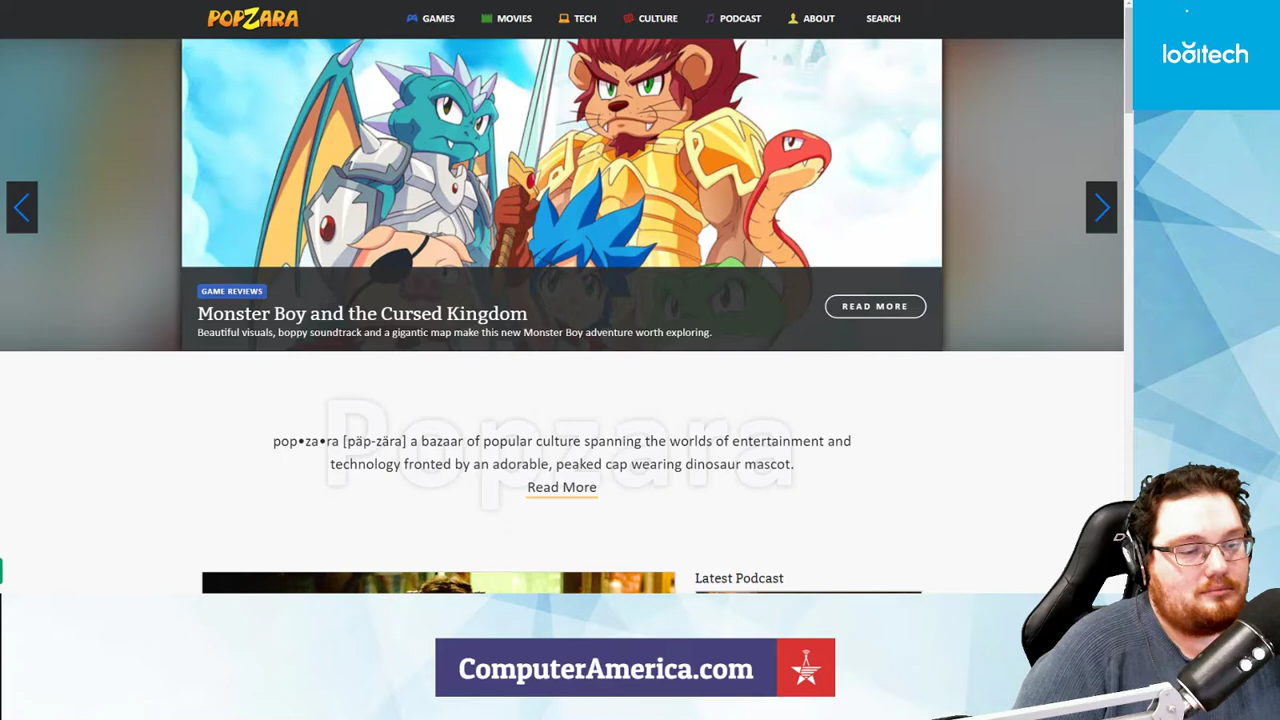 POPZARA
GAMES
MOVIES
TECH
CULTURE
PODCAST
ABOUT
SEARCH
logitech
GAME REVIEWS
Monster Boy and the Cursed Kingdom
Beautiful visuals, boppy soundtrack and a gigantic map make this new Monster Boy adventure worth exploring.
READ MORE
Popzara
pop•za•ra [päp-zära] a bazaar of popular culture spanning the worlds of entertainment and
technology fronted by an adorable, peaked cap wearing dinosaur mascot.
Read More
Latest Podcast
ComputerAmerica.com